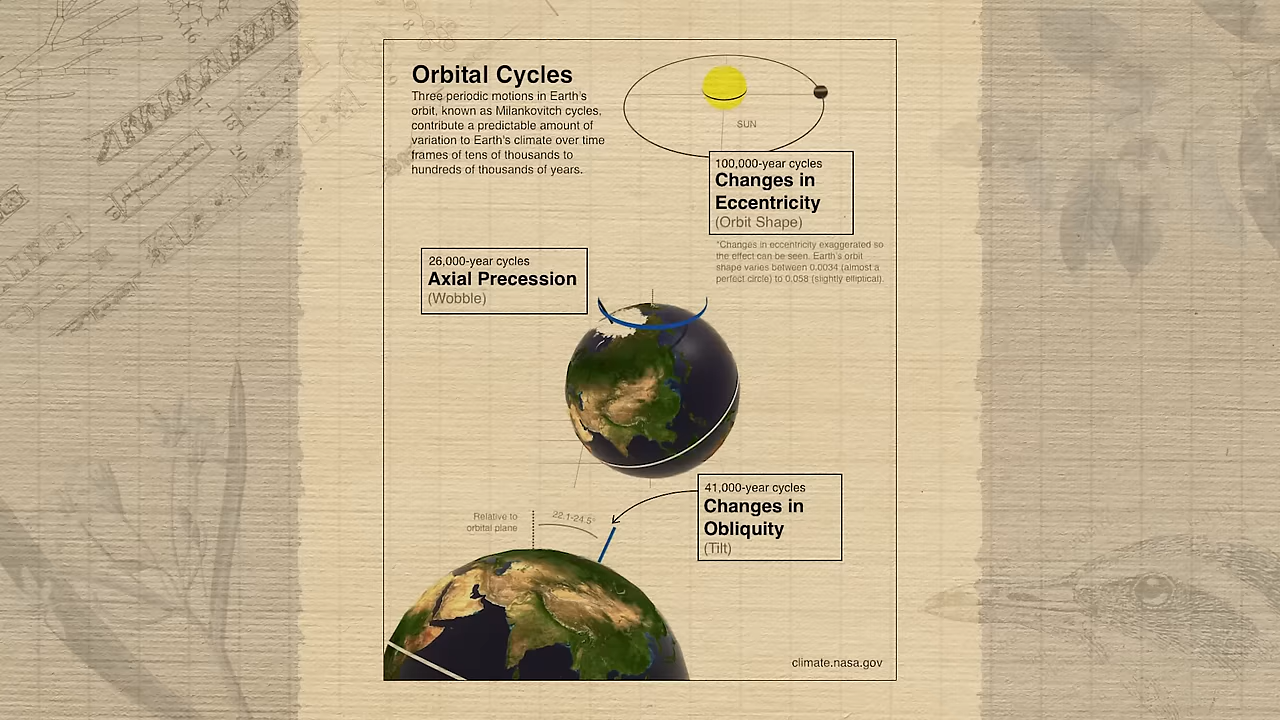 Orbital Cycles
Three periodic motions in Earth's
orbit, known as Milankovitch cycles,
contribute a predictable amount of
variation to Earth's climate over time
frames of tens of thousands to
hundreds of thousands of years.
SUN
100,000-year cycles
Changes in
Eccentricity
(Orbit Shape)
*Changes in eccentricity exaggerated so
the effect can be seen. Earth's orbit
shape varies between 0.0034 (almost a
perfect circle) to 0.058 (slightly elliptical).
26,000-year cycles
Axial Precession
(Wobble)
41,000-year cycles
Changes in
Obliquity
(Tilt)
Relative to
orbital plane
22.1-24.5°
climate.nasa.gov